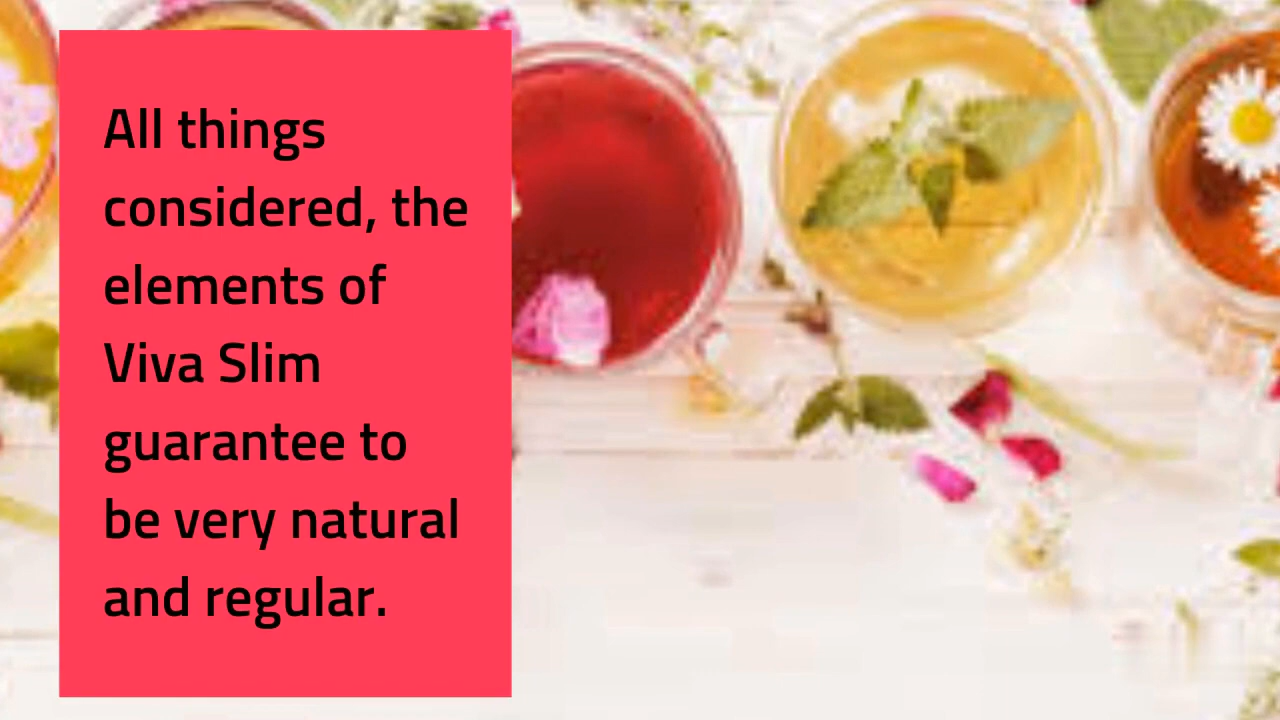 All things
considered, the
elements of
Viva Slim
guarantee to
be very natural
and regular.